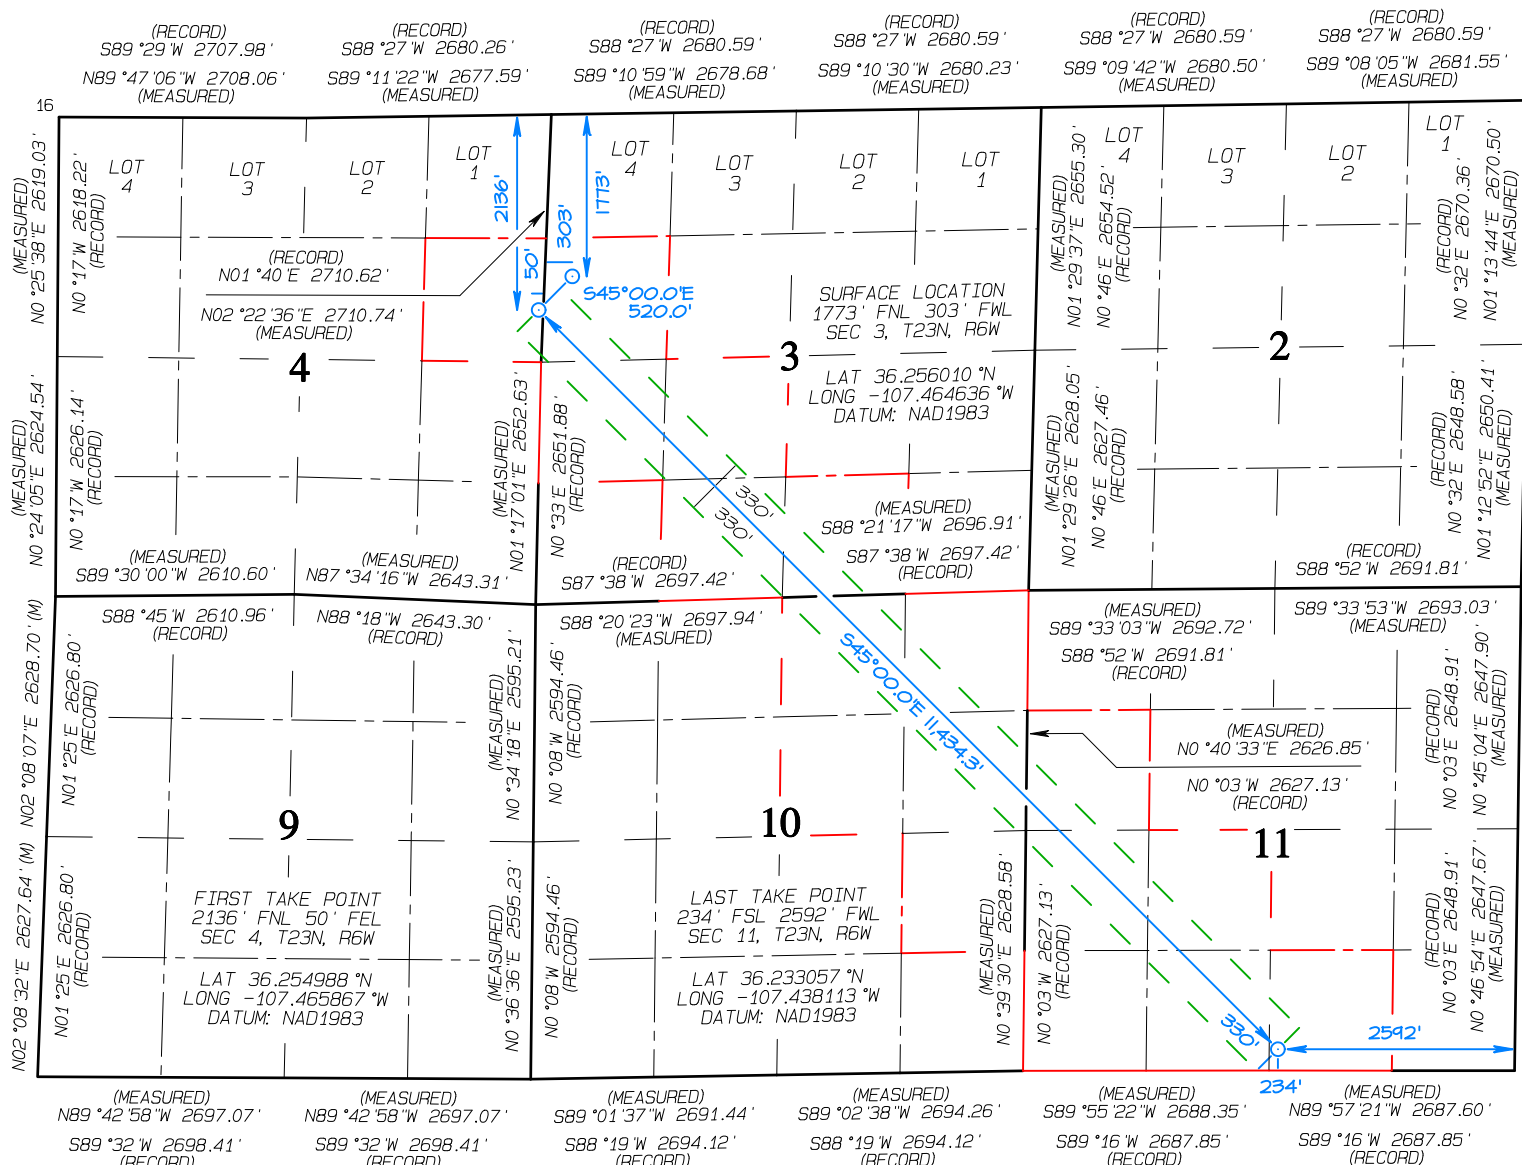 (RECORD)
S89°29'W 2707.98'
N89°47'06"W 2708.06'
(MEASURED)
(RECORD)
S88°27'W 2680.26'
S89°11'22"W 2677.59'
(MEASURED)
(RECORD)
S88°27'W 2680.59'
S89°10'59"W 2678.68'
(MEASURED)
(RECORD)
S88°27'W 2680.59'
S89°10'30"W 2680.23'
(MEASURED)
(RECORD)
S88°27'W 2680.59'
S89°09'42"W 2680.50'
(MEASURED)
(RECORD)
S88°27'W 2680.59'
S89°08'05"W 2681.55'
(MEASURED)
16
(MEASURED)
N0°25'38"E 2619.03'
N0°17'W 2618.22'
(RECORD)
LOT
4
LOT
3
LOT
2
LOT
1
2136'
303'
50'
1773'
LOT
4
LOT
3
LOT
2
LOT
1
(MEASURED)
N01°29'37"E 2655.30'
N0°46'E 2654.52'
(RECORD)
LOT
4
LOT
3
LOT
2
LOT
1
(RECORD)
N0°32'E 2670.36'
N01°13'44"E 2670.50'
(MEASURED)
(RECORD)
N01°40'E 2710.62'
N02°22'36"E 2710.74'
(MEASURED)
S45°00.0'E
520.0'
SURFACE LOCATION
1773' FNL 303' FWL
SEC 3, T23N, R6W
LAT 36.256010°N
LONG -107.464636°W
DATUM: NAD1983
4
3
2
(MEASURED)
N0°24'05"E 2624.54'
N0°17'W 2626.14'
(RECORD)
(MEASURED)
N01°17'01"E 2652.63'
N0°33'E 2651.88'
(RECORD)
330'
330'
(MEASURED)
N01°29'26"E 2628.05'
N0°46'E 2627.46'
(RECORD)
(RECORD)
N0°32'E 2648.58'
N01°12'52"E 2650.41'
(MEASURED)
(MEASURED)
S89°30'00"W 2610.60'
(MEASURED)
N87°34'16"W 2643.31'
(RECORD)
S87°38'W 2697.42'
(MEASURED)
S88°21'17"W 2696.91'
S87°38'W 2697.42'
(RECORD)
(RECORD)
S88°52'W 2691.81'
S88°45'W 2610.96'
(RECORD)
N88°18'W 2643.30'
(RECORD)
S88°20'23"W 2697.94'
(MEASURED)
(MEASURED)
S89°33'03"W 2692.72'
S88°52'W 2691.81'
(RECORD)
S89°33'53"W 2693.03'
(MEASURED)
N02°08'07"E 2628.70'(M)
N01°25'E 2626.80'
(RECORD)
(MEASURED)
N0°34'18"E 2595.21'
N0°08'W 2594.46'
(RECORD)
S45°00.0'E 11,434.3'
(MEASURED)
N0°40'33"E 2626.85'
N0°03'W 2627.13'
(RECORD)
(RECORD)
N0°03'E 2648.91'
N0°45'04"E 2647.90'
(MEASURED)
9
10
11
N02°08'32"E 2627.64'(M)
N01°25'E 2626.80'
(RECORD)
FIRST TAKE POINT
2136' FNL 50' FEL
SEC 4, T23N, R6W
LAT 36.254988°N
LONG -107.465867°W
DATUM: NAD1983
(MEASURED)
N0°36'36"E 2595.23'
N0°08'W 2594.46'
(RECORD)
LAST TAKE POINT
234' FSL 2592' FWL
SEC 11, T23N, R6W
LAT 36.233057°N
LONG -107.438113°W
DATUM: NAD1983
(MEASURED)
N0°39'30"E 2628.58'
N0°03'W 2627.13'
(RECORD)
(RECORD)
N0°03'E 2648.91'
N0°46'54"E 2647.67'
(MEASURED)
330'
2592'
234'
(MEASURED)
N89°42'58"W 2697.07'
S89°32'W 2698.41'
(RECORD)
(MEASURED)
N89°42'58"W 2697.07'
S89°32'W 2698.41'
(RECORD)
(MEASURED)
S89°01'37"W 2691.44'
S88°19'W 2694.12'
(RECORD)
(MEASURED)
S89°02'38"W 2694.26'
S88°19'W 2694.12'
(RECORD)
(MEASURED)
S89°55'22"W 2688.35'
S89°16'W 2687.85'
(RECORD)
(MEASURED)
N89°57'21"W 2687.60'
S89°16'W 2687.85'
(RECORD)